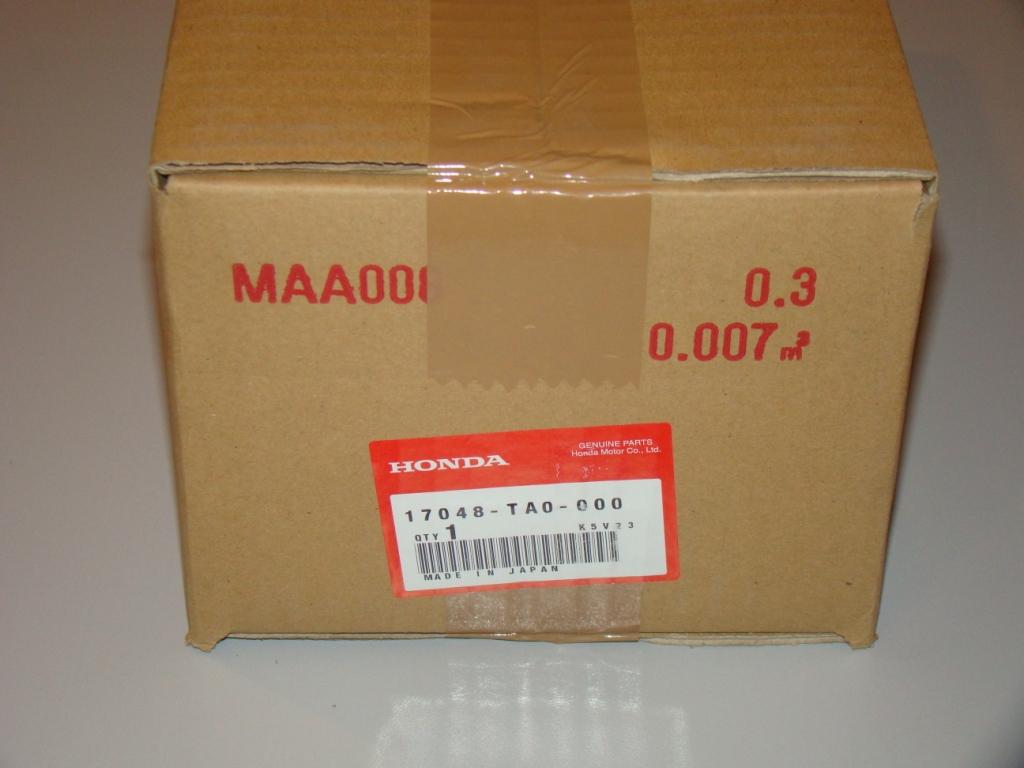 MAA008 0.3
0.007m³
HONDA
GENUINE PARTS
Honda Motor Co., Ltd.
17048-TA0-000
QTY 1 K5V23
MADE IN JAPAN